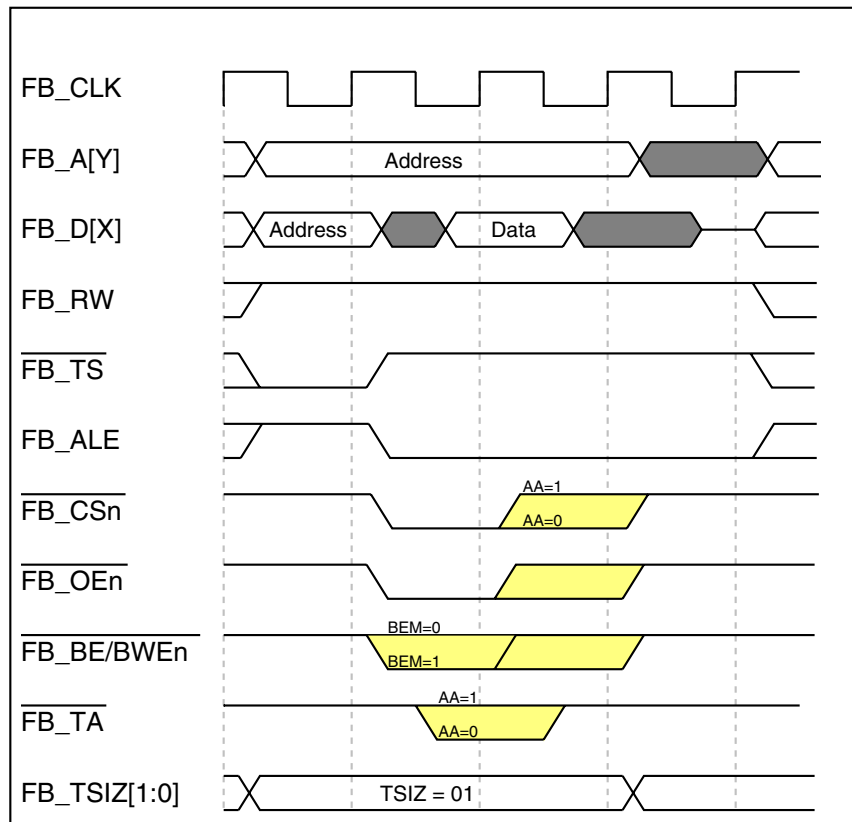 FB_CLK
FB_A[Y]
Address
FB_D[X]
Address
Data
FB_RW
FB_TS
FB_ALE
FB_CSn
AA=1
AA=0
FB_OEn
FB_BE/BWEn
BEM=0
BEM=1
FB_TA
AA=1
AA=0
FB_TSIZ[1:0]
TSIZ = 01